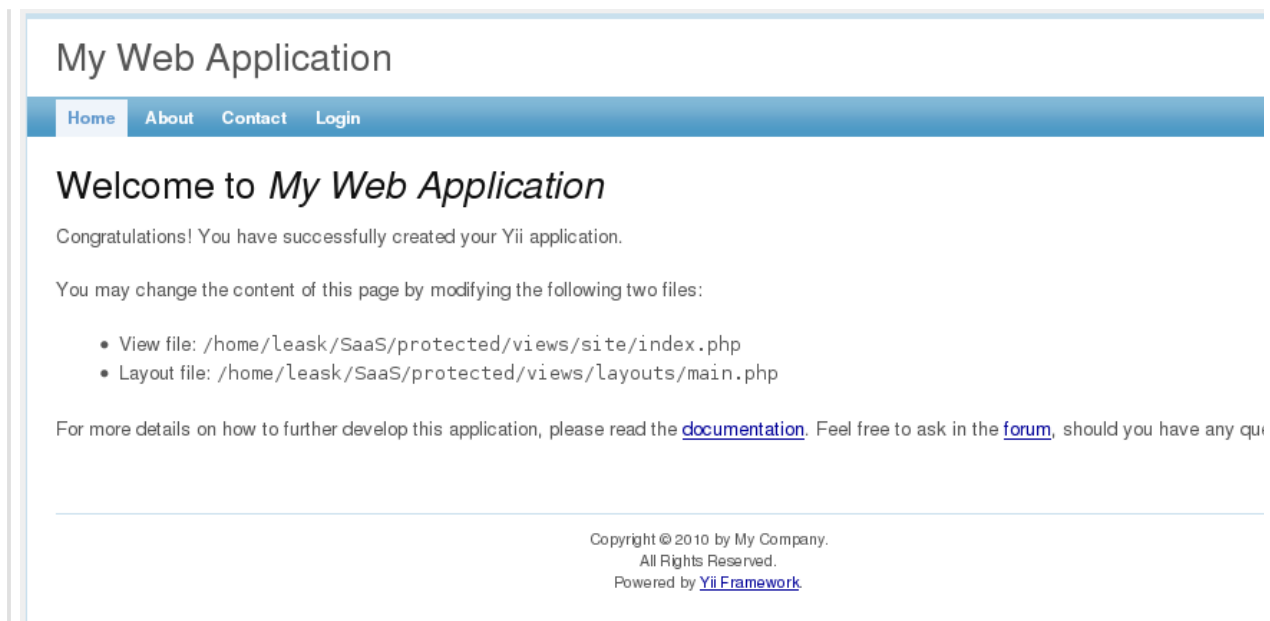 My Web Application
Home About Contact Login
Welcome to My Web Application
Congratulations! You have successfully created your Yii application.
You may change the content of this page by modifying the following two files:
• View file: /home/leask/SaaS/protected/views/site/index.php
• Layout file: /home/leask/SaaS/protected/views/layouts/main.php
For more details on how to further develop this application, please read the documentation. Feel free to ask in the forum, should you have any
Copyright © 2010 by My Company.
All Rights Reserved.
Powered by Yii Framework.